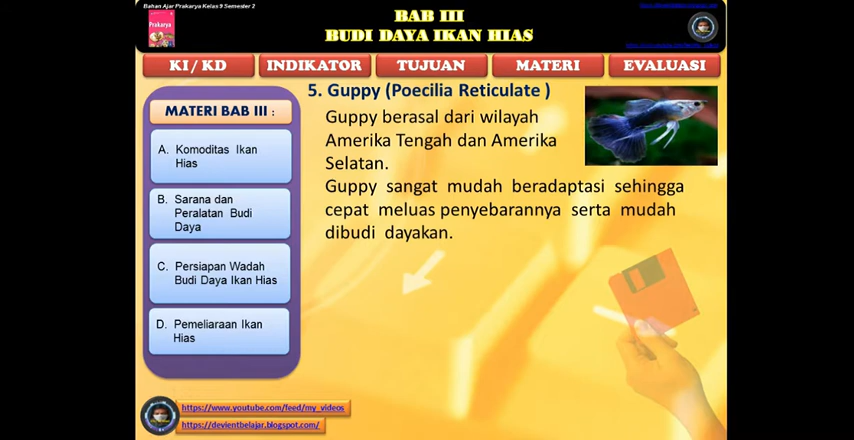 Bahan Ajar Prakarya Kelas 9 Semester 2
Prakarya
BAB III
BUDI DAYA IKAN HIAS
KI / KD
INDIKATOR
TUJUAN
MATERI
EVALUASI
MATERI BAB III :
A. Komoditas Ikan
Hias
B. Sarana dan
Peralatan Budi
Daya
C. Persiapan Wadah
Budi Daya Ikan Hias
D. Pemeliaraan Ikan
Hias
5. Guppy (Poecilia Reticulate )
Guppy berasal dari wilayah
Amerika Tengah dan Amerika
Selatan.
Guppy sangat mudah beradaptasi sehingga
cepat meluas penyebarannya serta mudah
dibudi dayakan.
https://www.youtube.com/feed/my_videos
https://devientbelajar.blogspot.com/